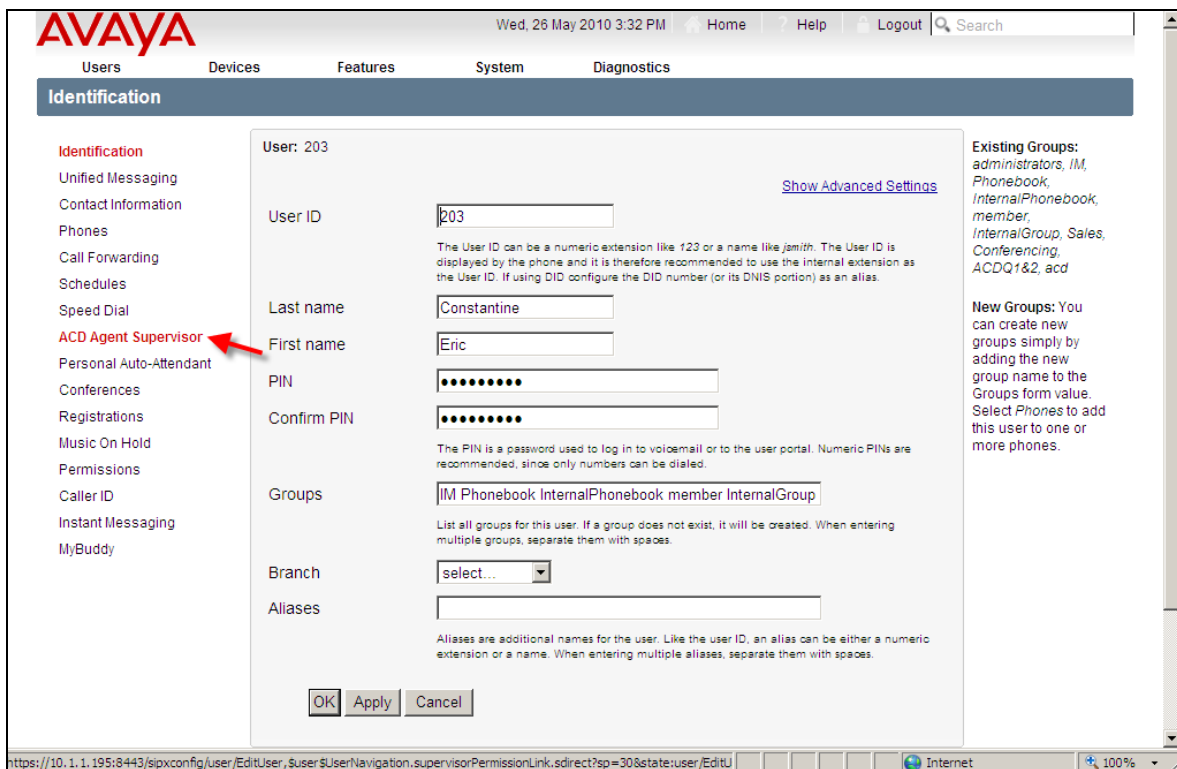 AVAYA
Wed, 26 May 2010 3:32 PM Home ? Help Logout Search
Users Devices Features System Diagnostics
Identification
Identification
Unified Messaging
Contact Information
Phones
Call Forwarding
Schedules
Speed Dial
ACD Agent Supervisor
Personal Auto-Attendant
Conferences
Registrations
Music On Hold
Permissions
Caller ID
Instant Messaging
MyBuddy
User: 203
Show Advanced Settings
User ID 203
The User ID can be a numeric extension like 123 or a name like jsmith. The User ID is
displayed by the phone and it is therefore recommended to use the internal extension as
the User ID. If using DID configure the DID number (or its DNIS portion) as an alias.
Last name Constantine
First name Eric
PIN •••••••••
Confirm PIN •••••••••
The PIN is a password used to log in to voicemail or to the user portal. Numeric PINs are
recommended, since only numbers can be dialed.
Groups IM Phonebook InternalPhonebook member InternalGroup
List all groups for this user. If a group does not exist, it will be created. When entering
multiple groups, separate them with spaces.
Branch select...
Aliases
Aliases are additional names for the user. Like the user ID, an alias can be either a numeric
extension or a name. When entering multiple aliases, separate them with spaces.
OK Apply Cancel
Existing Groups:
administrators, IM,
Phonebook,
InternalPhonebook,
member,
InternalGroup, Sales,
Conferencing,
ACDQ1&2, acd
New Groups: You
can create new
groups simply by
adding the new
group name to the
Groups form value.
Select Phones to add
this user to one or
more phones.
https://10.1.1.195:8443/sipxconfig/user/EditUser,$user$UserNavigation.supervisorPermissionLink.sdirect?sp=30&state:user/EditU Internet 100%